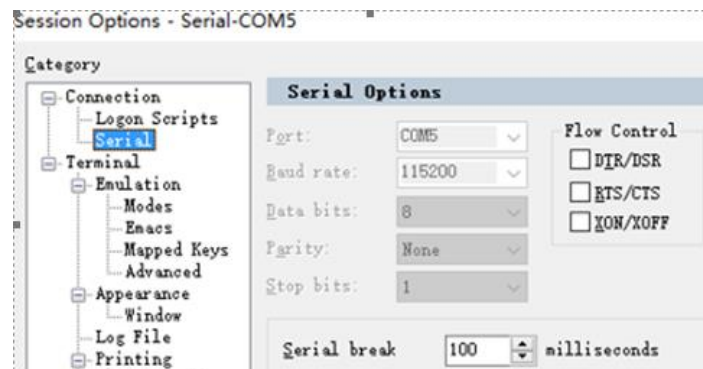 Session Options - Serial-COM5
Category
Connection
Logon Scripts
Serial
Terminal
Emulation
Modes
Emacs
Mapped Keys
Advanced
Appearance
Window
Log File
Printing
Serial Options
Port: COM5
Baud rate: 115200
Data bits: 8
Parity: None
Stop bits: 1
Flow Control
DTR/DSR
RTS/CTS
XON/XOFF
Serial break 100 milliseconds